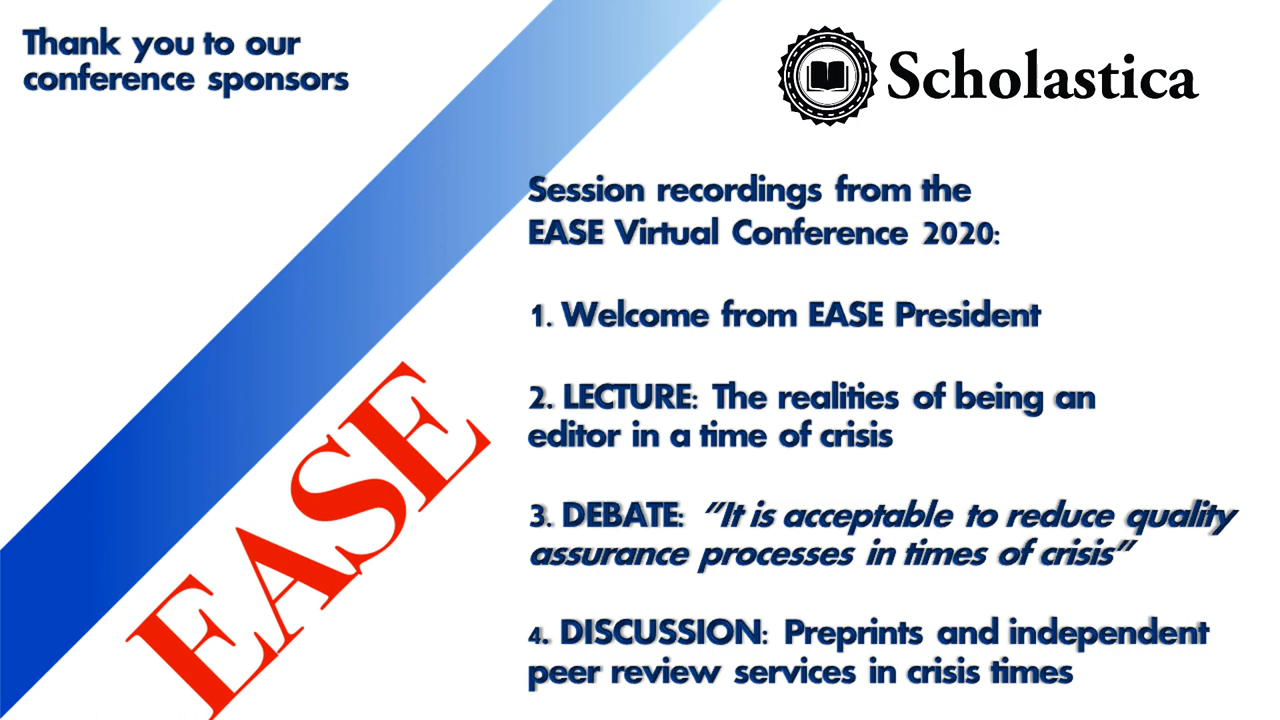 Thank you to our
conference sponsors
Scholastica
Session recordings from the
EASE Virtual Conference 2020:
1. Welcome from EASE President
2. LECTURE: The realities of being an
editor in a time of crisis
3. DEBATE: “It is acceptable to reduce quality
assurance processes in times of crisis”
4. DISCUSSION: Preprints and independent
peer review services in crisis times
EASE